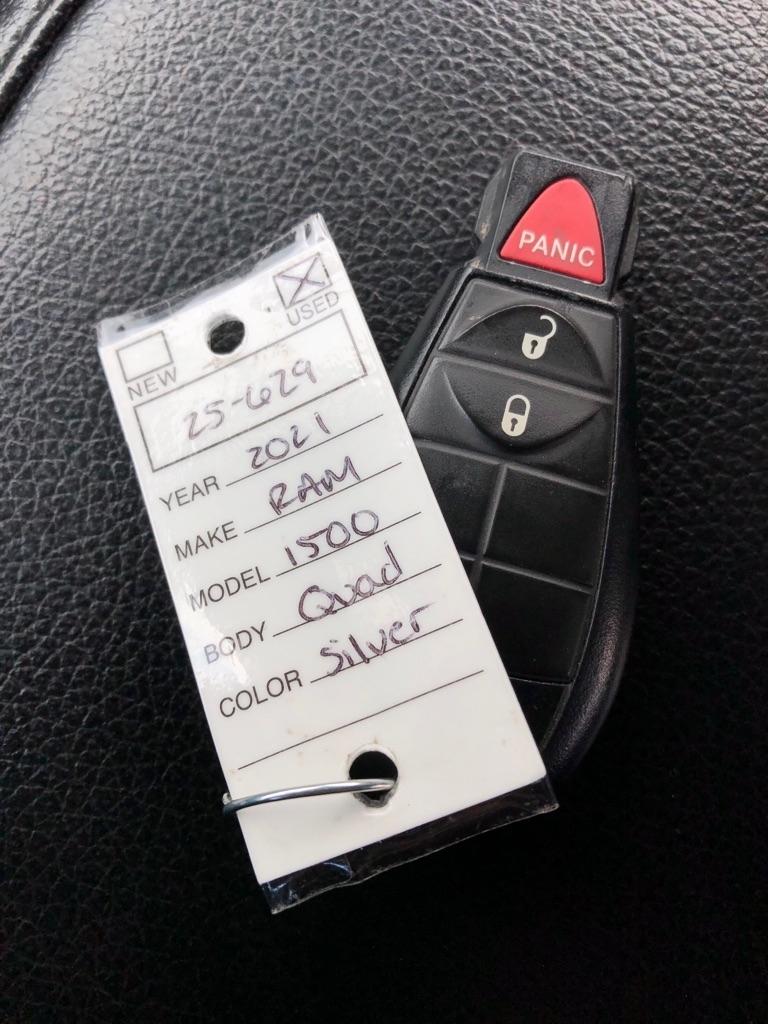 PANIC
USED
NEW
25-629
YEAR 2021
MAKE RAM
MODEL 1500
BODY Quad
COLOR Silver